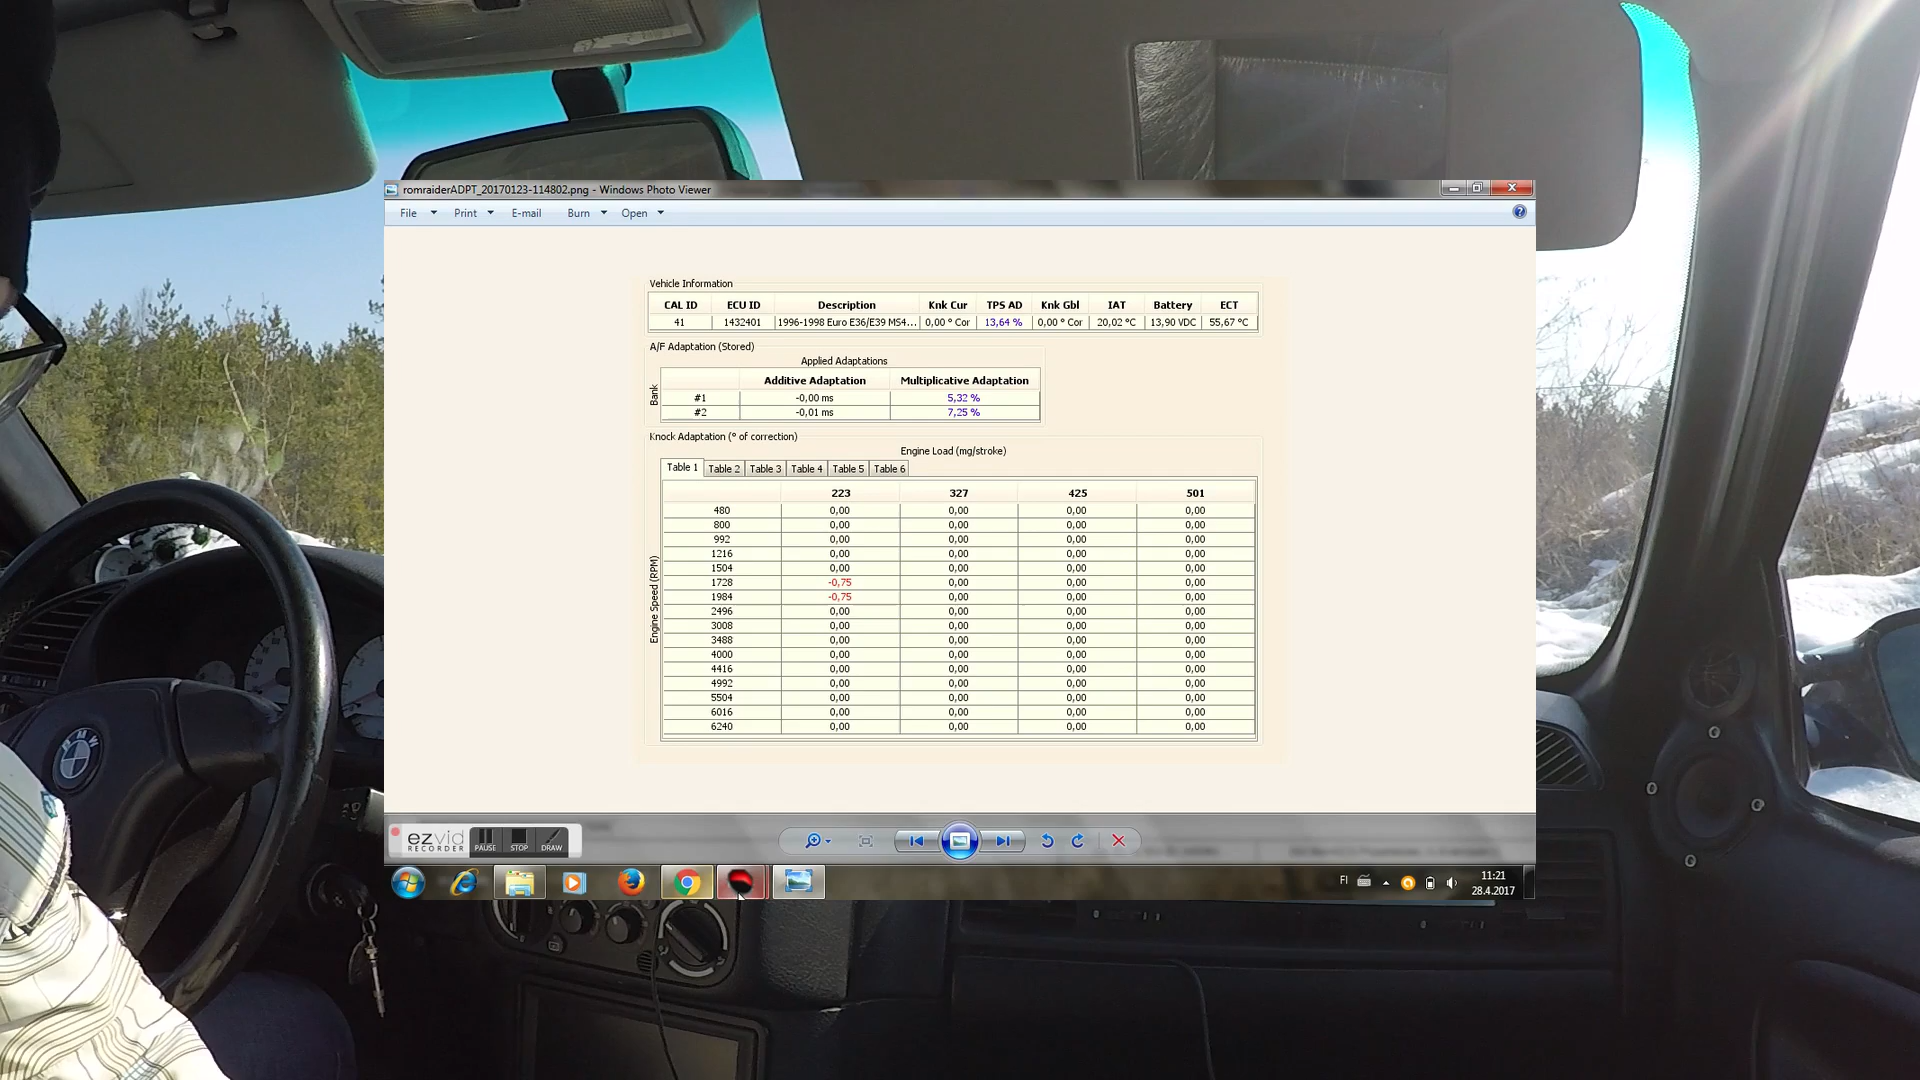 romraiderADPT_20170123-114802.png - Windows Photo Viewer
File Print E-mail Burn Open
Vehicle Information
CAL ID ECU ID Description Knk Cur TPS AD Knk Gbl IAT Battery ECT
41 1432401 1996-1998 Euro E36/E39 MS4... 0,00 ° Cor 13,64 % 0,00 ° Cor 20,02 °C 13,90 VDC 55,67 °C
A/F Adaptation (Stored)
Applied Adaptations
Bank
Additive Adaptation Multiplicative Adaptation
#1 -0,00 ms 5,32 %
#2 -0,01 ms 7,25 %
Knock Adaptation (° of correction)
Engine Load (mg/stroke)
Table 1 Table 2 Table 3 Table 4 Table 5 Table 6
Engine Speed (RPM)
223 327 425 501
480 0,00 0,00 0,00 0,00
800 0,00 0,00 0,00 0,00
992 0,00 0,00 0,00 0,00
1216 0,00 0,00 0,00 0,00
1504 0,00 0,00 0,00 0,00
1728 -0,75 0,00 0,00 0,00
1984 -0,75 0,00 0,00 0,00
2496 0,00 0,00 0,00 0,00
3008 0,00 0,00 0,00 0,00
3488 0,00 0,00 0,00 0,00
4000 0,00 0,00 0,00 0,00
4416 0,00 0,00 0,00 0,00
4992 0,00 0,00 0,00 0,00
5504 0,00 0,00 0,00 0,00
6016 0,00 0,00 0,00 0,00
6240 0,00 0,00 0,00 0,00
ezvid
RECORDER
PAUSE STOP DRAW
FI
11:21
28.4.2017
BMW